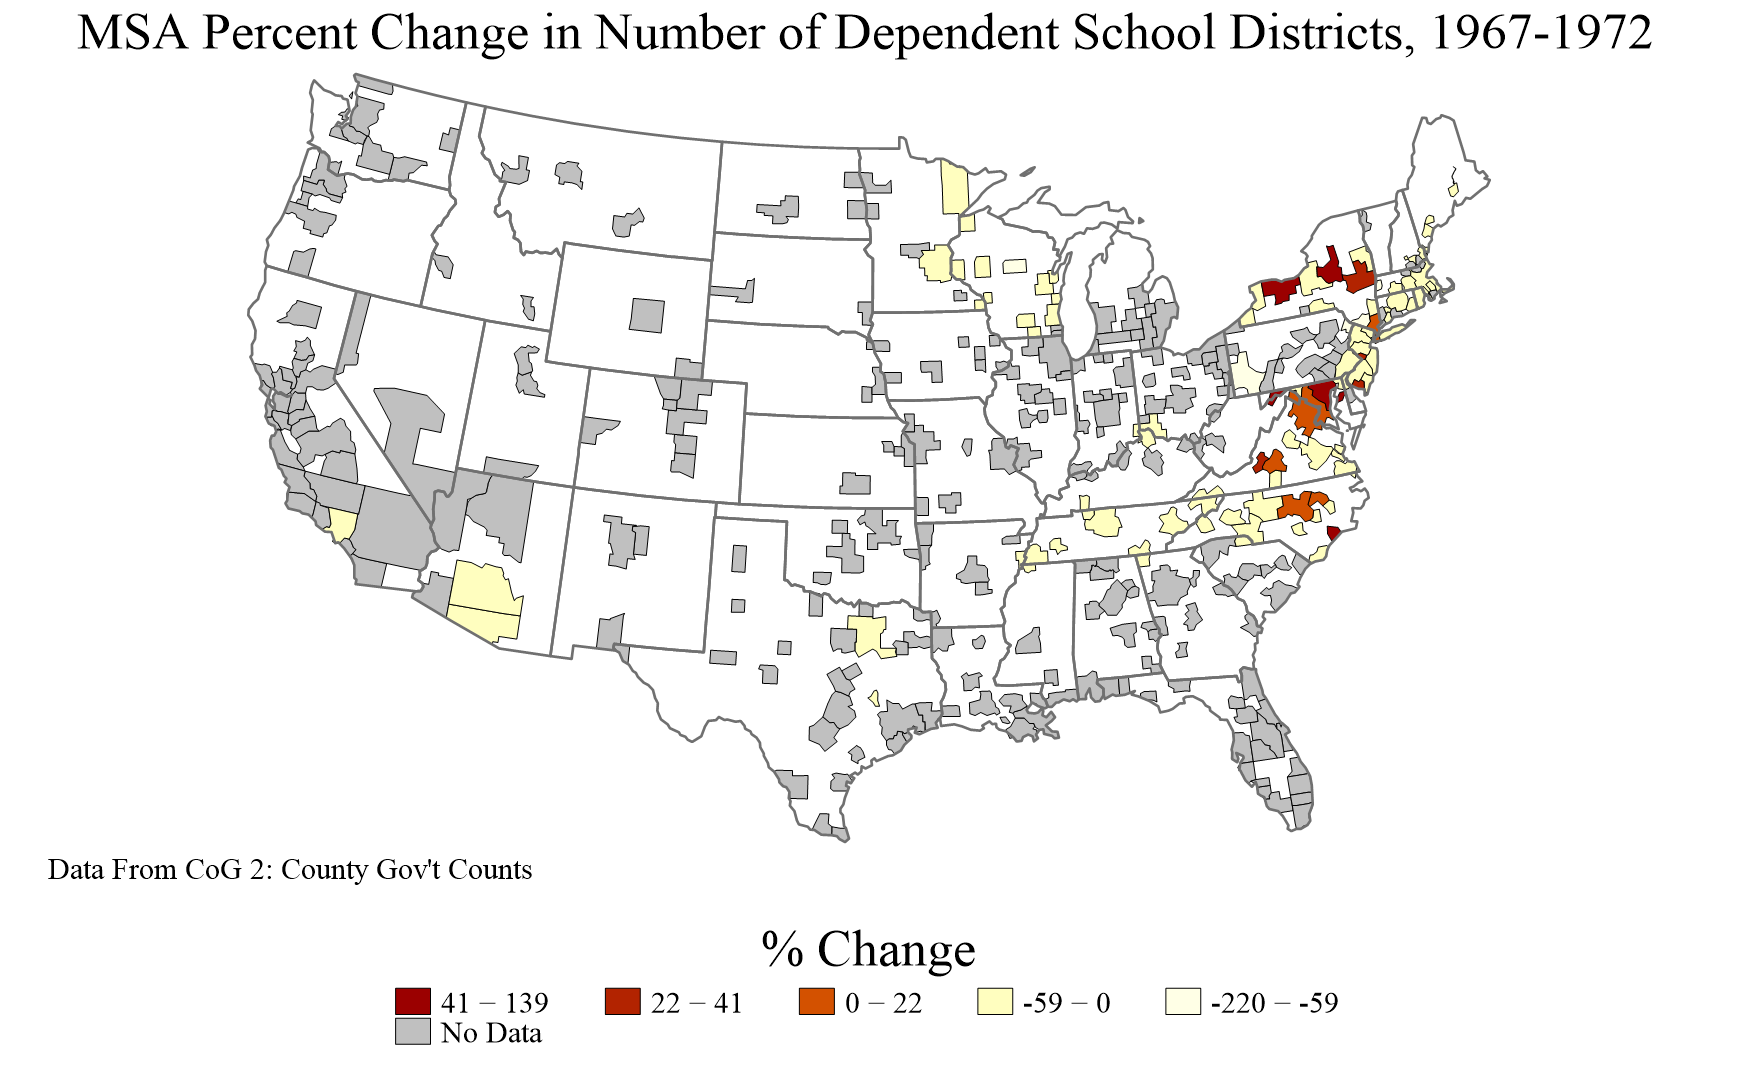 MSA Percent Change in Number of Dependent School Districts, 1967-1972
Data From CoG 2: County Gov't Counts
% Change
41 − 139
22 − 41
0 − 22
-59 − 0
-220 − -59
No Data